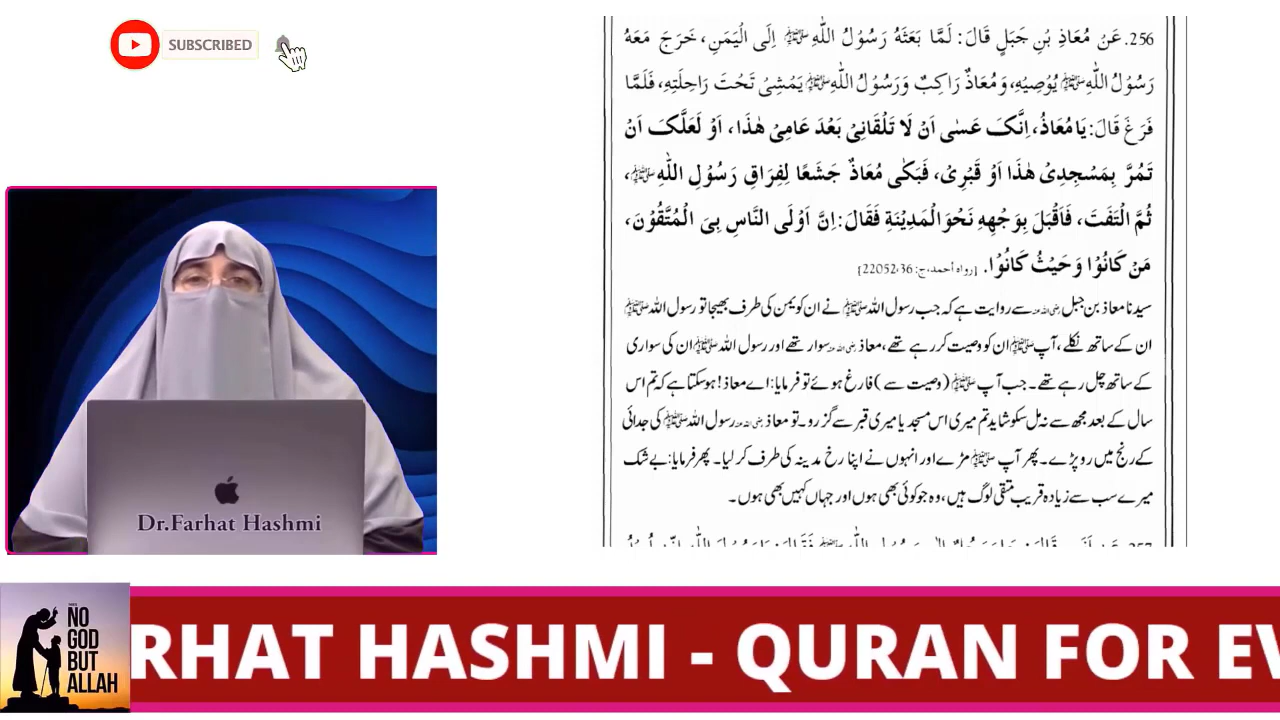 SUBSCRIBED
256. عَنْ مُعَاذِ بْنِ جَبَلٍ قَالَ: لَمَّا بَعَثَهُ رَسُوْلُ اللّٰهِ ﷺ اِلَى الْيَمَنِ، خَرَجَ مَعَهُ
رَسُوْلُ اللّٰهِ ﷺ يُوْصِيْهِ، وَمُعَاذٌ رَاكِبٌ وَرَسُوْلُ اللّٰهِ ﷺ يَمْشِىْ تَحْتَ رَاحِلَتِهِ، فَلَمَّا
فَرَغَ قَالَ: يَا مُعَاذُ، اِنَّکَ عَسٰى اَنْ لَا تَلْقَانِىْ بَعْدَ عَامِىْ هٰذَا، اَوْ لَعَلَّکَ اَنْ
تَمُرَّ بِمَسْجِدِىْ هٰذَا اَوْ قَبْرِىْ، فَبَکٰى مُعَاذٌ جَشَعًا لِفِرَاقِ رَسُوْلِ اللّٰهِ ﷺ،
ثُمَّ الْتَفَتَ، فَاَقْبَلَ بِوَجْهِهِ نَحْوَ الْمَدِيْنَةِ فَقَالَ: اِنَّ اَوْلَى النَّاسِ بِىَ الْمُتَّقُوْنَ،
مَنْ کَانُوْا وَحَيْثُ کَانُوْا. [رواه أحمد، ج: 36، 22052]
سیدنا معاذ بن جبل رضی اللہ عنہ سے روایت ہے کہ جب رسول اللہ ﷺ نے ان کو یمن کی طرف بھیجا تو رسول اللہ ﷺ
ان کے ساتھ نکلے، آپ ﷺ ان کو وصیت کر رہے تھے، معاذ رضی اللہ عنہ سوار تھے اور رسول اللہ ﷺ ان کی سواری
کے ساتھ چل رہے تھے۔ جب آپ ﷺ (وصیت سے) فارغ ہوئے تو فرمایا: اے معاذ! ہو سکتا ہے کہ تم اس
سال کے بعد مجھ سے نہ مل سکو شاید تم میری اس مسجد یا میری قبر سے گزرو۔ تو معاذ رضی اللہ عنہ رسول اللہ ﷺ کی جدائی
کے رنج میں رو پڑے۔ پھر آپ ﷺ مڑے اور انہوں نے اپنا رخ مدینہ کی طرف کر لیا۔ پھر فرمایا: بے شک
میرے سب سے زیادہ قریب متقی لوگ ہیں، وہ جو کوئی بھی ہوں اور جہاں کہیں بھی ہوں۔
Dr.Farhat Hashmi
NO
GOD
BUT
ALLAH
RHAT HASHMI - QURAN FOR EV